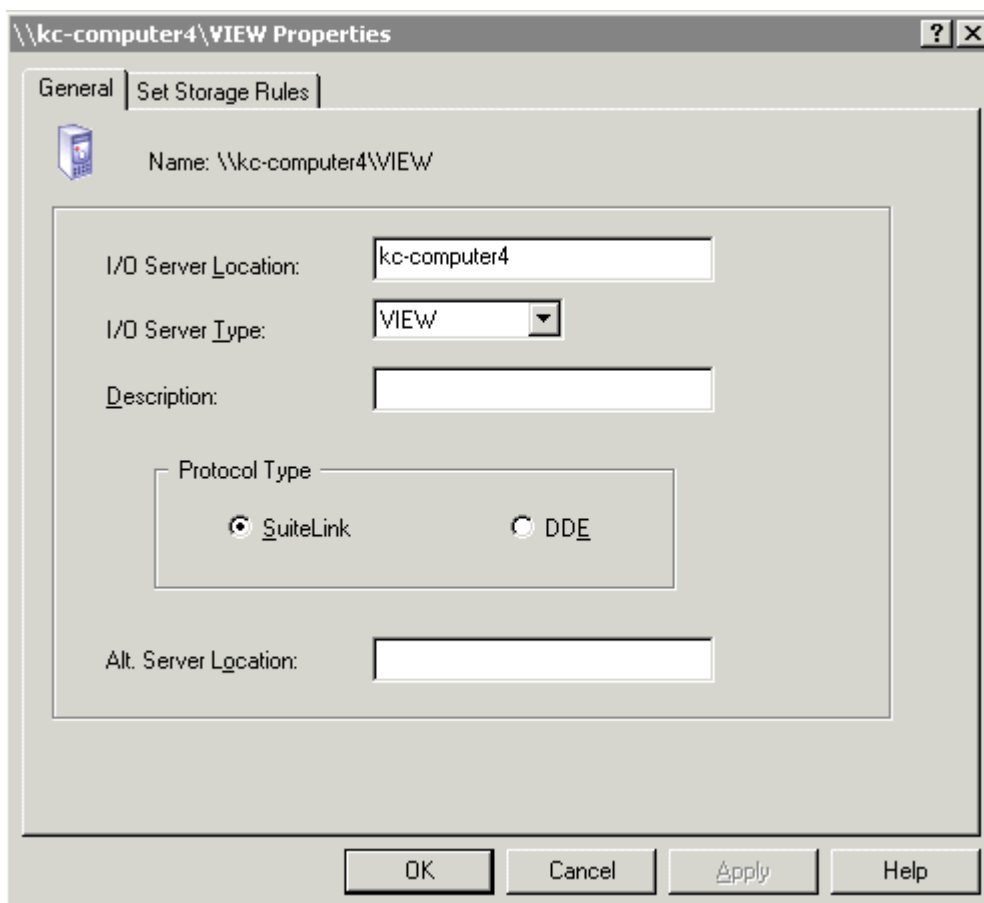 \\kc-computer4\VIEW Properties
General
Set Storage Rules
Name: \\kc-computer4\VIEW
I/O Server Location:
kc-computer4
I/O Server Type:
VIEW
Description:
Protocol Type
SuiteLink
DDE
Alt. Server Location:
OK
Cancel
Apply
Help